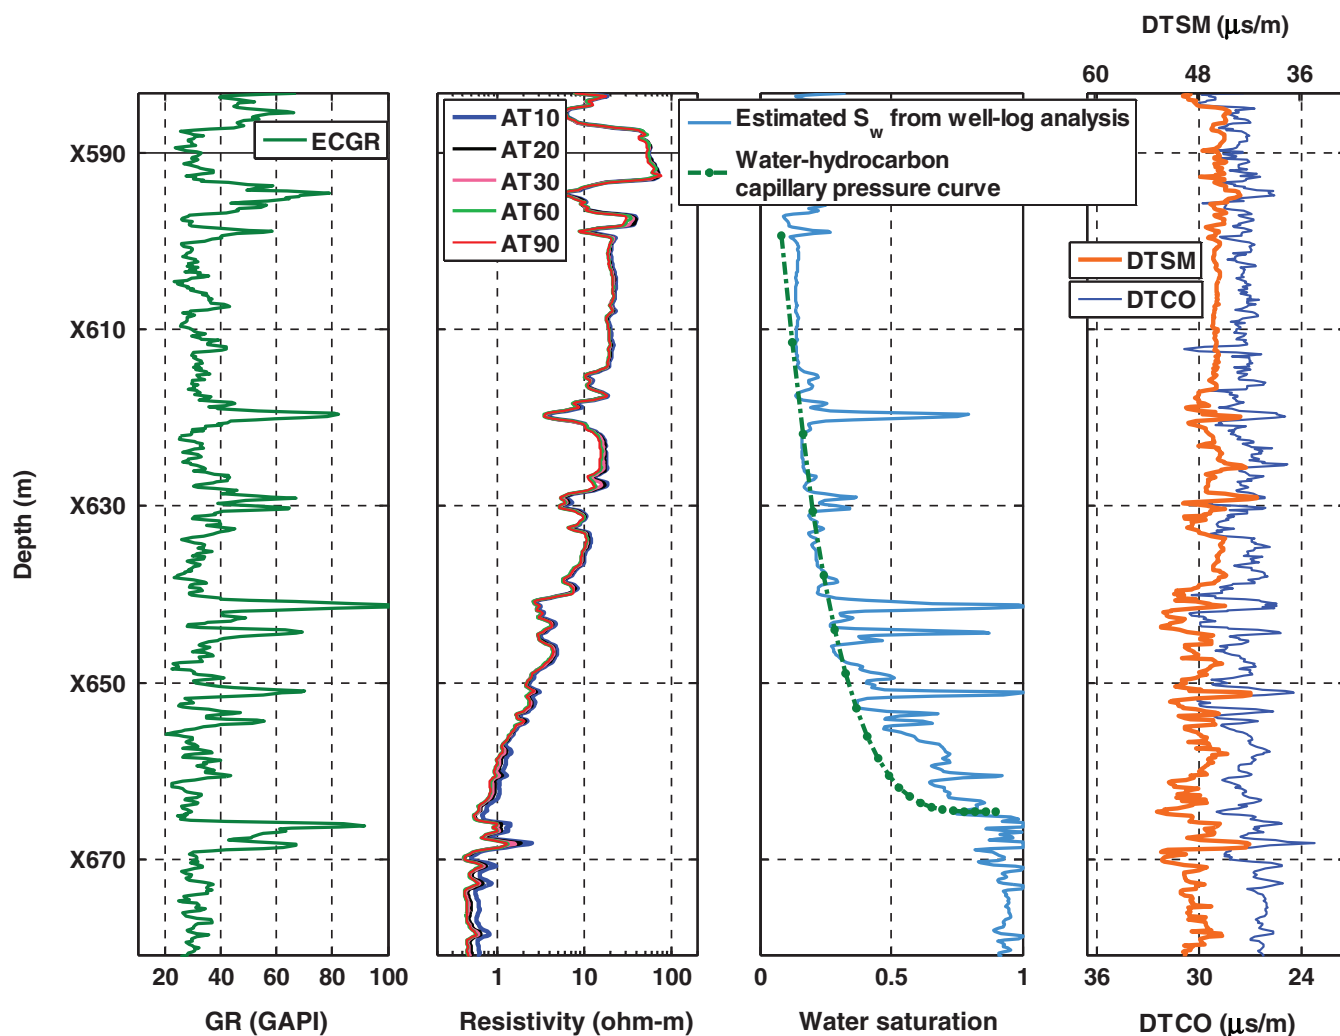 DTSM (μs/m)
60 48 36
AT10
AT20
AT30
AT60
AT90
ECGR
Estimated Sw from well-log analysis
Water-hydrocarbon
capillary pressure curve
DTSM
DTCO
Depth (m)
X590
X610
X630
X650
X670
20 40 60 80 100
1 10 100
0 0.5 1
36 30 24
GR (GAPI)
Resistivity (ohm-m)
Water saturation
DTCO (μs/m)